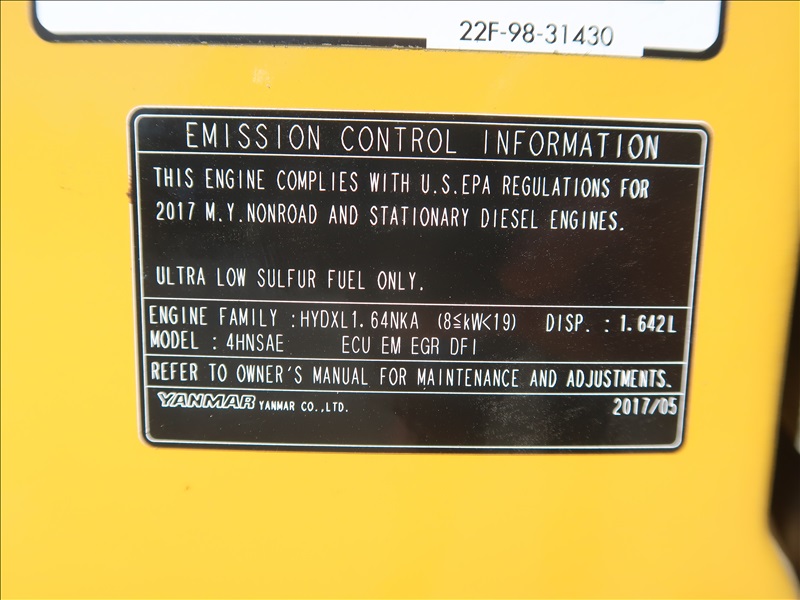 22F-98-31430
EMISSION CONTROL INFORMATION
THIS ENGINE COMPLIES WITH U.S.EPA REGULATIONS FOR
2017 M.Y.NONROAD AND STATIONARY DIESEL ENGINES.
ULTRA LOW SULFUR FUEL ONLY.
ENGINE FAMILY :HYDXL1.64NKA (8≦kW<19) DISP. :1.642L
MODEL : 4HNSAE ECU EM EGR DFI
REFER TO OWNER'S MANUAL FOR MAINTENANCE AND ADJUSTMENTS.
YANMAR YANMAR CO.,LTD. 2017/05